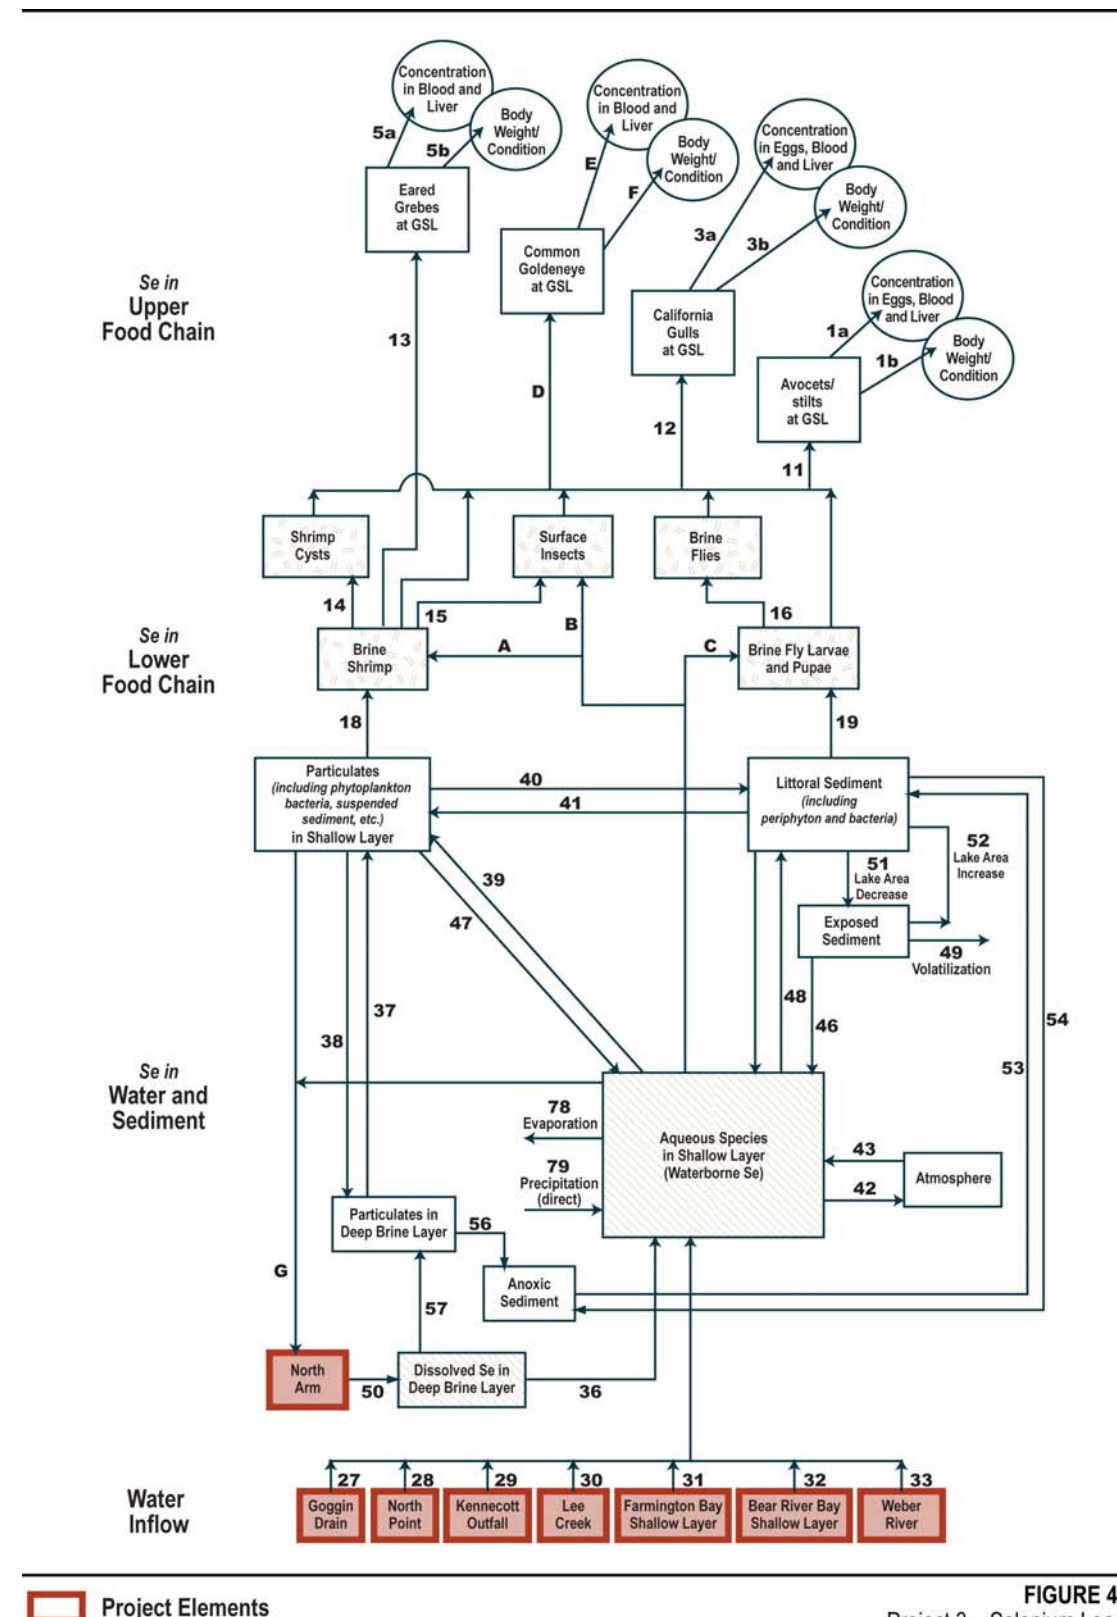 Concentration
in Blood and
Liver
Body
Weight/
Condition
5a
5b
Eared
Grebes
at GSL
Concentration
in Blood and
Liver
Body
Weight/
Condition
E
F
Common
Goldeneye
at GSL
Concentration
in Eggs, Blood
and Liver
Body
Weight/
Condition
3a
3b
California
Gulls
at GSL
Concentration
in Eggs, Blood
and Liver
Body
Weight/
Condition
1a
1b
Avocets/
stilts
at GSL
Se in
Upper
Food Chain
13
D
12
11
Shrimp
Cysts
Surface
Insects
Brine
Flies
14
15
B
16
Se in
Lower
Food Chain
Brine
Shrimp
A
C
Brine Fly Larvae
and Pupae
18
19
Particulates
(including phytoplankton
bacteria, suspended
sediment, etc.)
in Shallow Layer
40
41
Littoral Sediment
(including
periphyton and bacteria)
39
47
51
Lake Area
Decrease
52
Lake Area
Increase
Exposed
Sediment
49
Volatilization
37
38
48
46
54
53
Se in
Water and
Sediment
78
Evaporation
79
Precipitation
(direct)
Aqueous Species
in Shallow Layer
(Waterborne Se)
43
42
Atmosphere
Particulates in
Deep Brine Layer
56
Anoxic
Sediment
G
57
North
Arm
50
Dissolved Se in
Deep Brine Layer
36
Water
Inflow
27
28
29
30
31
32
33
Goggin
Drain
North
Point
Kennecott
Outfall
Lee
Creek
Farmington Bay
Shallow Layer
Bear River Bay
Shallow Layer
Weber
River
Project Elements
FIGURE 4